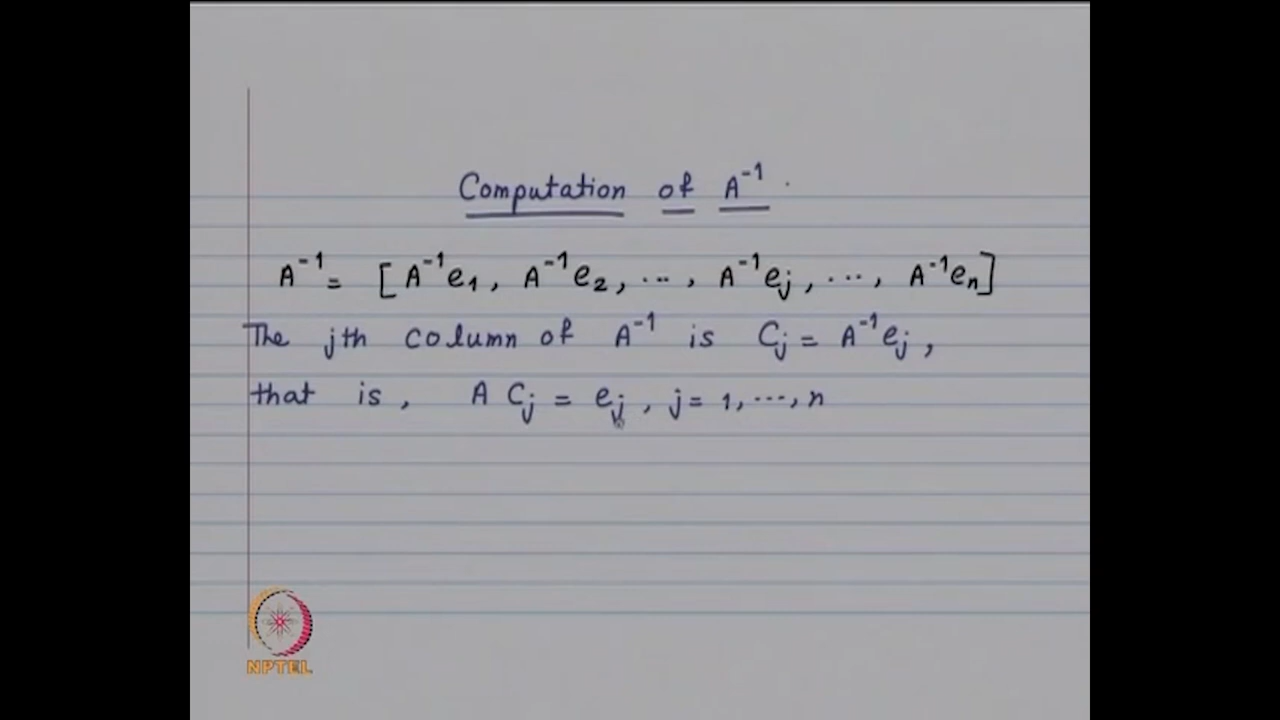 Computation of A⁻¹.
A⁻¹ = [A⁻¹e₁, A⁻¹e₂, ..., A⁻¹eⱼ, ..., A⁻¹eₙ]
The jth column of A⁻¹ is Cⱼ = A⁻¹eⱼ,
that is, A Cⱼ = eⱼ, j = 1, ..., n
NPTEL